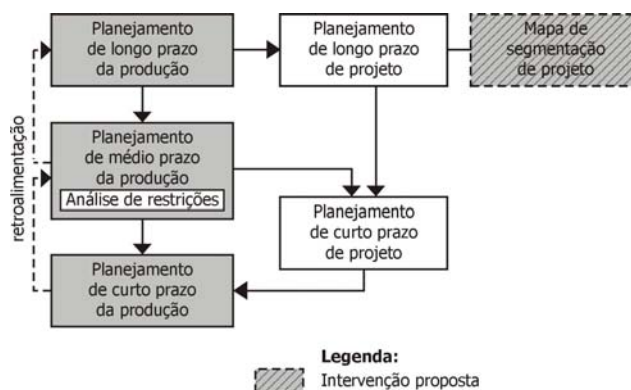 Planejamento
de longo prazo
da produção
Planejamento
de longo prazo
de projeto
Mapa de
segmentação
de projeto
retroalimentação
Planejamento
de médio prazo
da produção
Análise de restrições
Planejamento
de curto prazo
de projeto
Planejamento
de curto prazo
da produção
Legenda:
Intervenção proposta